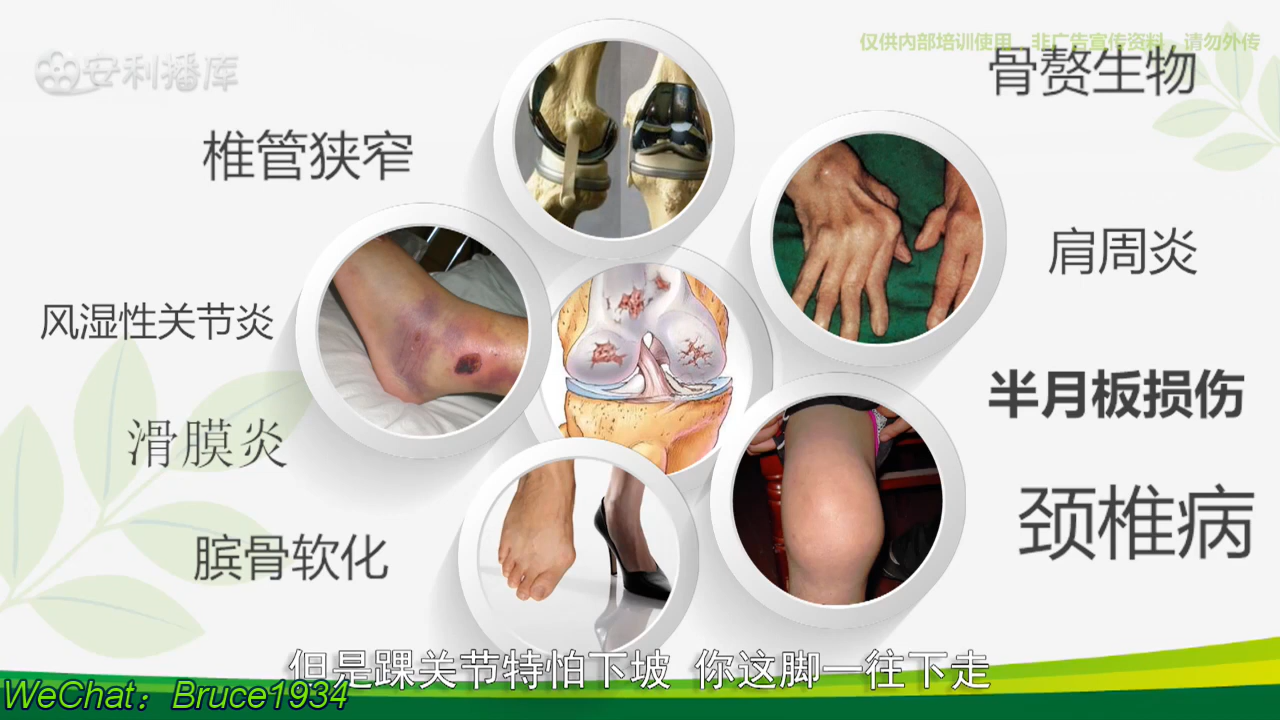 仅供内部培训使用，非广告宣传资料，请勿外传
安利播库
骨赘生物
椎管狭窄
肩周炎
风湿性关节炎
半月板损伤
滑膜炎
颈椎病
髌骨软化
但是踝关节特怕下坡 你这脚一往下走
WeChat：Bruce1934